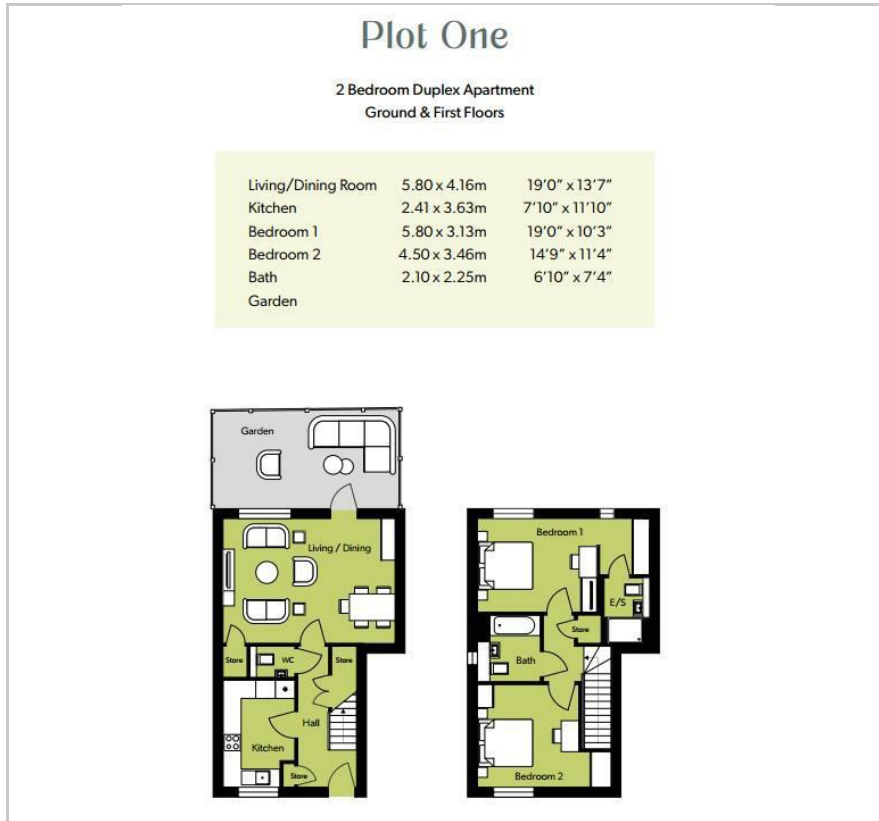 Plot One
2 Bedroom Duplex Apartment
Ground & First Floors
Living/Dining Room 5.80 x 4.16m 19’0” x 13’7”
Kitchen 2.41 x 3.63m 7’10” x 11’10”
Bedroom 1 5.80 x 3.13m 19’0” x 10’3”
Bedroom 2 4.50 x 3.46m 14’9” x 11’4”
Bath 2.10 x 2.25m 6’10” x 7’4”
Garden
Garden
Living / Dining
Store
WC
Store
Hall
Kitchen
Store
Bedroom 1
E/S
Store
Bath
Bedroom 2